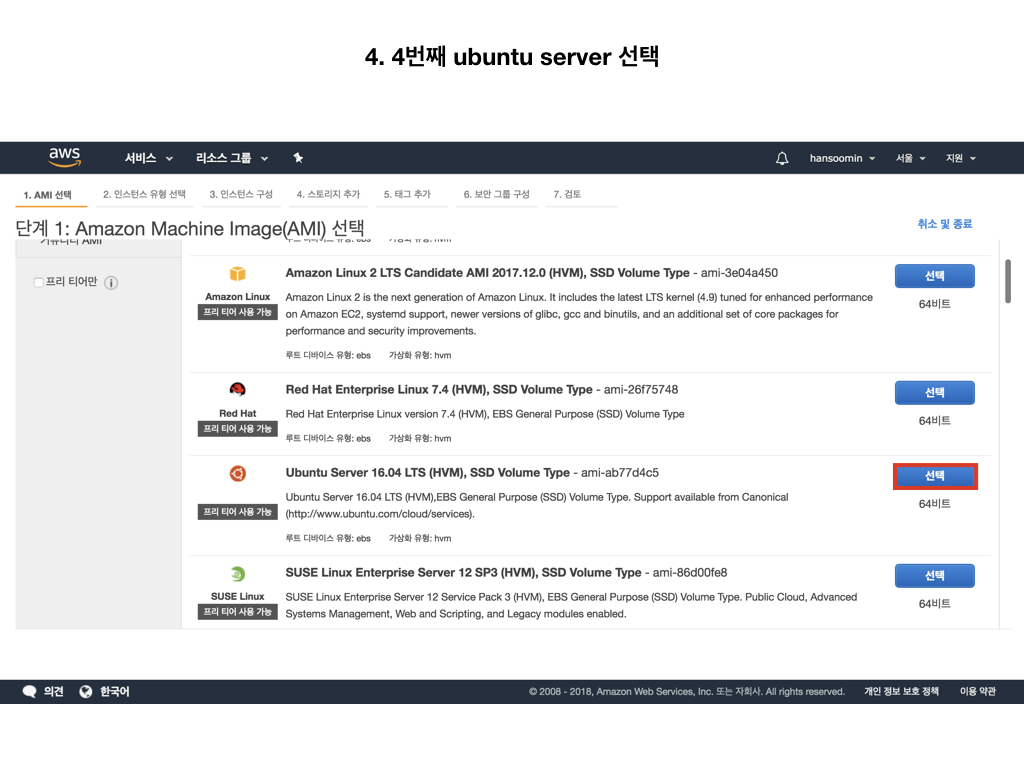 4. 4번째 ubuntu server 선택
aws 서비스 리소스 그룹 hansoomin 서울 지원
1. AMI 선택 2. 인스턴스 유형 선택 3. 인스턴스 구성 4. 스토리지 추가 5. 태그 추가 6. 보안 그룹 구성 7. 검토
단계 1: Amazon Machine Image(AMI) 선택 취소 및 종료
커뮤니티 AMI
루트 디바이스 유형: ebs 가상화 유형: hvm
프리 티어만
Amazon Linux 2 LTS Candidate AMI 2017.12.0 (HVM), SSD Volume Type - ami-3e04a450 선택
Amazon Linux
프리 티어 사용 가능
Amazon Linux 2 is the next generation of Amazon Linux. It includes the latest LTS kernel (4.9) tuned for enhanced performance
on Amazon EC2, systemd support, newer versions of glibc, gcc and binutils, and an additional set of core packages for
performance and security improvements.
64비트
루트 디바이스 유형: ebs 가상화 유형: hvm
Red Hat Enterprise Linux 7.4 (HVM), SSD Volume Type - ami-26f75748 선택
Red Hat
프리 티어 사용 가능
Red Hat Enterprise Linux version 7.4 (HVM), EBS General Purpose (SSD) Volume Type
64비트
루트 디바이스 유형: ebs 가상화 유형: hvm
Ubuntu Server 16.04 LTS (HVM), SSD Volume Type - ami-ab77d4c5 선택
프리 티어 사용 가능
Ubuntu Server 16.04 LTS (HVM),EBS General Purpose (SSD) Volume Type. Support available from Canonical
(http://www.ubuntu.com/cloud/services).
64비트
루트 디바이스 유형: ebs 가상화 유형: hvm
SUSE Linux Enterprise Server 12 SP3 (HVM), SSD Volume Type - ami-86d00fe8 선택
SUSE Linux
프리 티어 사용 가능
SUSE Linux Enterprise Server 12 Service Pack 3 (HVM), EBS General Purpose (SSD) Volume Type. Public Cloud, Advanced
Systems Management, Web and Scripting, and Legacy modules enabled.
64비트
의견 한국어 © 2008 - 2018, Amazon Web Services, Inc. 또는 자회사. All rights reserved. 개인 정보 보호 정책 이용 약관